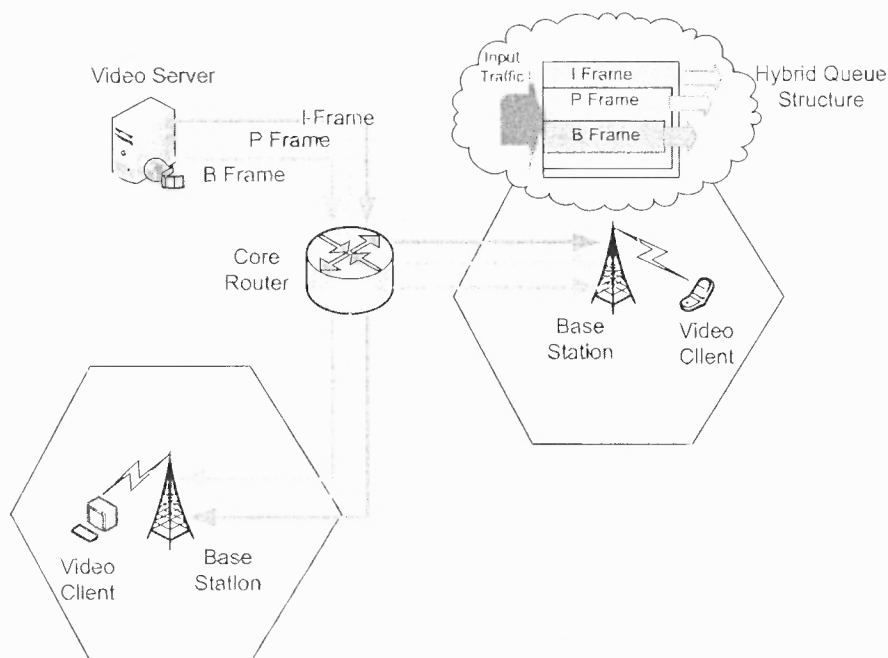 Video Server
I-Frame
P Frame
B Frame
Input
Traffic
I Frame
P Frame
B Frame
Hybrid Queue
Structure
Core
Router
Base
Station
Video
Client
Video
Client
Base
Station